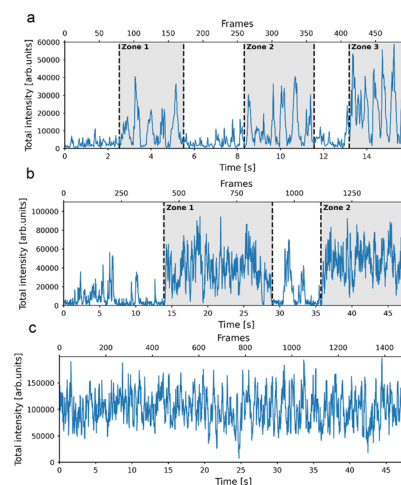 a
Frames
0 50 100 150 200 250 300 350 400 450
Total intensity [arb.units]
60000
50000
40000
30000
20000
10000
0
Zone 1 Zone 2 Zone 3
0 2 4 6 8 10 12 14
Time [s]
b
Frames
0 250 500 750 1000 1250
Total intensity [arb.units]
100000
80000
60000
40000
20000
0
Zone 1 Zone 2
0 5 10 15 20 25 30 35 40 45
Time [s]
c
Frames
0 200 400 600 800 1000 1200 1400
Total intensity [arb.units]
150000
100000
50000
0
0 5 10 15 20 25 30 35 40 45
Time [s]